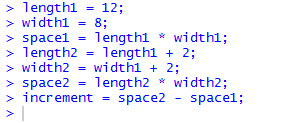 > length1 = 12;
> width1 = 8;
> space1 = length1 * width1;
> length2 = length1 + 2;
> width2 = width1 + 2;
> space2 = length2 * width2;
> increment = space2 - space1;
>